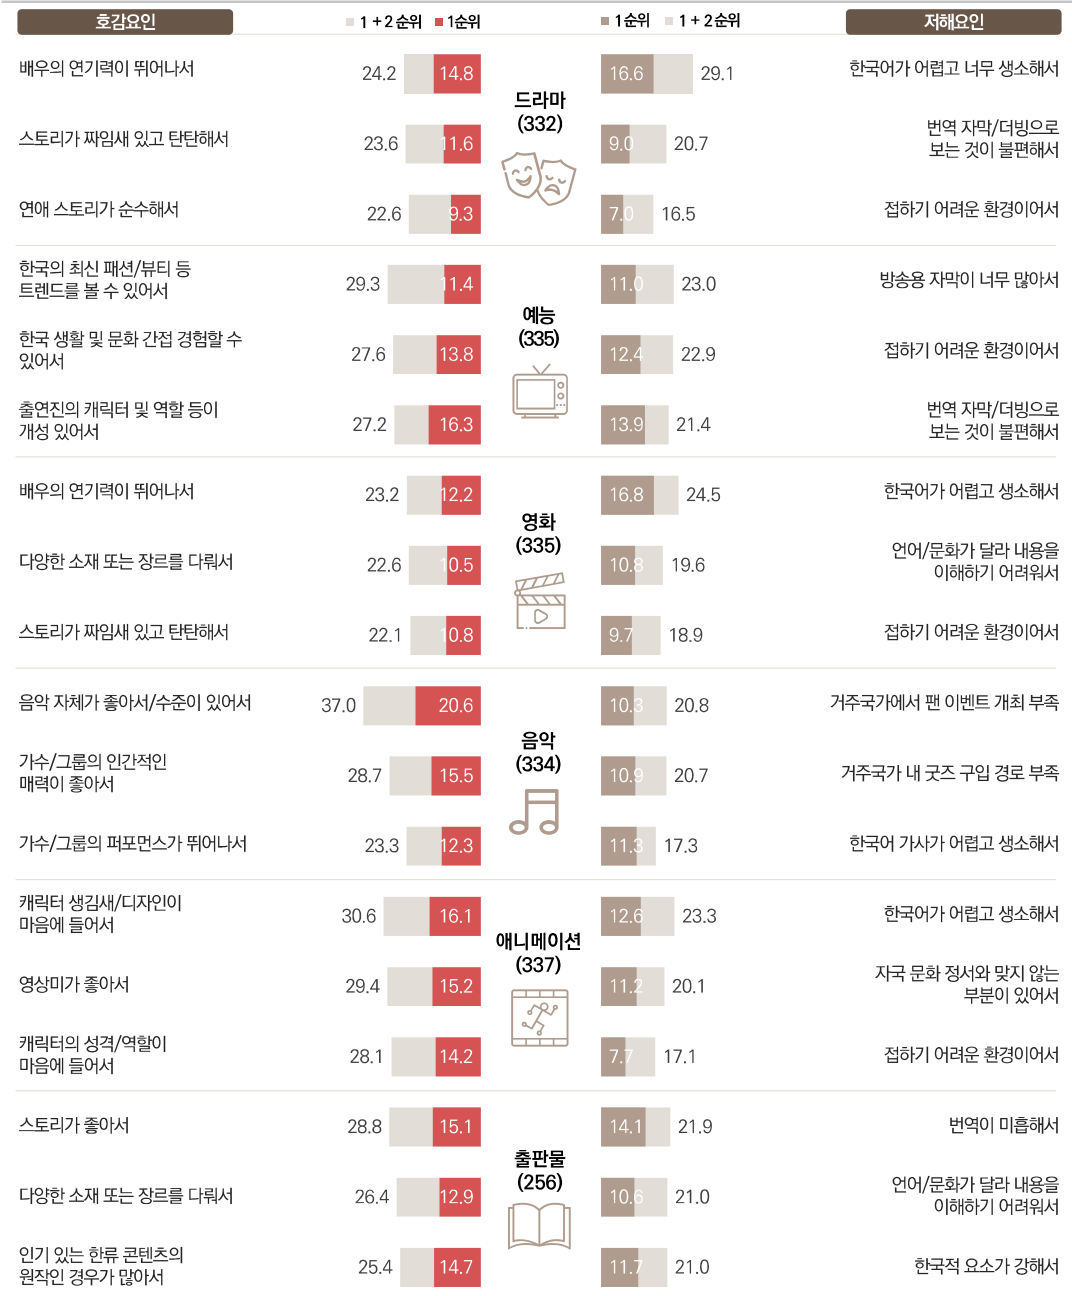 호감요인
1 + 2 순위
1순위
1순위
1 + 2 순위
저해요인
배우의 연기력이 뛰어나서
24.2
14.8
드라마
(332)
16.6
29.1
한국어가 어렵고 너무 생소해서
스토리가 짜임새 있고 탄탄해서
23.6
11.6
9.0
20.7
번역 자막/더빙으로
보는 것이 불편해서
연애 스토리가 순수해서
22.6
9.3
7.0
16.5
접하기 어려운 환경이어서
한국의 최신 패션/뷰티 등
트렌드를 볼 수 있어서
29.3
11.4
예능
(335)
11.0
23.0
방송용 자막이 너무 많아서
한국 생활 및 문화 간접 경험할 수
있어서
27.6
13.8
12.4
22.9
접하기 어려운 환경이어서
출연진의 캐릭터 및 역할 등이
개성 있어서
27.2
16.3
13.9
21.4
번역 자막/더빙으로
보는 것이 불편해서
배우의 연기력이 뛰어나서
23.2
12.2
영화
(335)
16.8
24.5
한국어가 어렵고 생소해서
다양한 소재 또는 장르를 다뤄서
22.6
10.5
10.8
19.6
언어/문화가 달라 내용을
이해하기 어려워서
스토리가 짜임새 있고 탄탄해서
22.1
10.8
9.7
18.9
접하기 어려운 환경이어서
음악 자체가 좋아서/수준이 있어서
37.0
20.6
음악
(334)
10.3
20.8
거주국가에서 팬 이벤트 개최 부족
가수/그룹의 인간적인
매력이 좋아서
28.7
15.5
10.9
20.7
거주국가 내 굿즈 구입 경로 부족
가수/그룹의 퍼포먼스가 뛰어나서
23.3
12.3
11.3
17.3
한국어 가사가 어렵고 생소해서
캐릭터 생김새/디자인이
마음에 들어서
30.6
16.1
애니메이션
(337)
12.6
23.3
한국어가 어렵고 생소해서
영상미가 좋아서
29.4
15.2
11.2
20.1
자국 문화 정서와 맞지 않는
부분이 있어서
캐릭터의 성격/역할이
마음에 들어서
28.1
14.2
7.7
17.1
접하기 어려운 환경이어서
스토리가 좋아서
28.8
15.1
출판물
(256)
14.1
21.9
번역이 미흡해서
다양한 소재 또는 장르를 다뤄서
26.4
12.9
10.6
21.0
언어/문화가 달라 내용을
이해하기 어려워서
인기 있는 한류 콘텐츠의
원작인 경우가 많아서
25.4
14.7
11.7
21.0
한국적 요소가 강해서